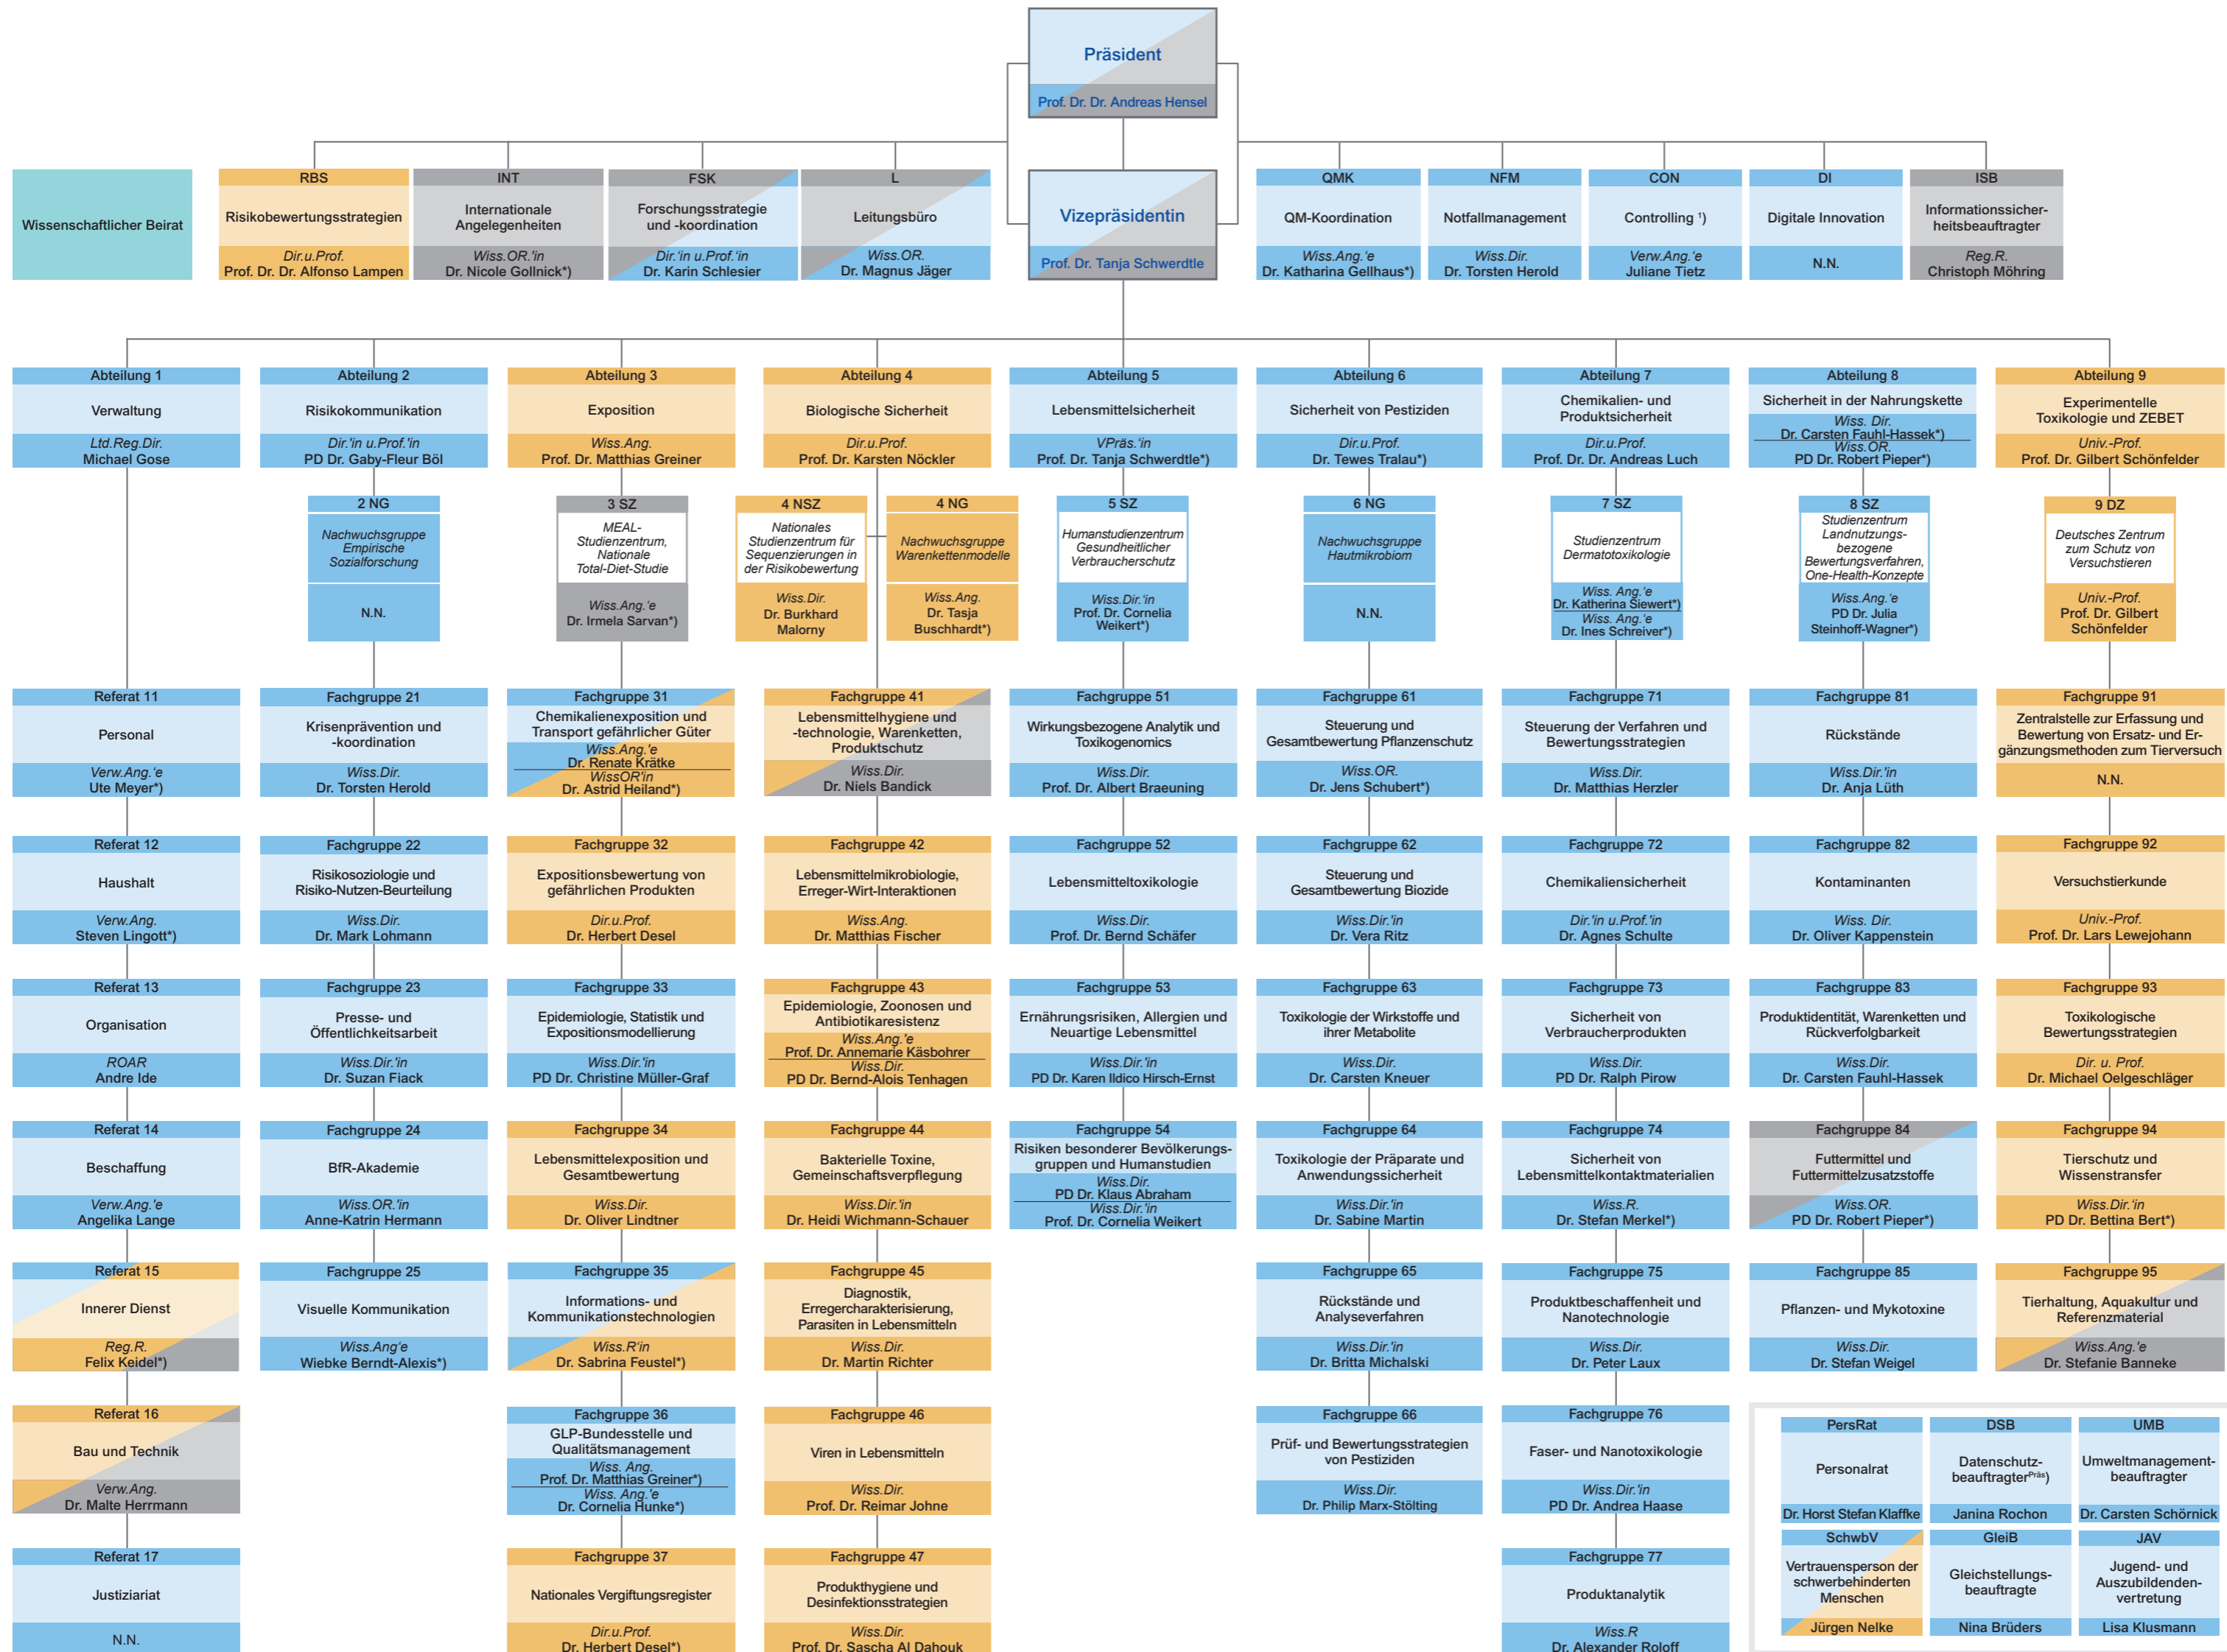 Präsident
Prof. Dr. Dr. Andreas Hensel
Wissenschaftlicher Beirat
RBS
Risikobewertungsstrategien
Dir.u.Prof.
Prof. Dr. Dr. Alfonso Lampen
INT
Internationale
Angelegenheiten
Wiss.OR.'in
Dr. Nicole Gollnick*)
FSK
Forschungsstrategie
und -koordination
Dir.'in u.Prof.'in
Dr. Karin Schlesier
L
Leitungsbüro
Wiss.OR.
Dr. Magnus Jäger
Vizepräsidentin
Prof. Dr. Tanja Schwerdtle
QMK
QM-Koordination
Wiss.Ang.'e
Dr. Katharina Gellhaus*)
NFM
Notfallmanagement
Wiss.Dir.
Dr. Torsten Herold
CON
Controlling ¹)
Verw.Ang.'e
Juliane Tietz
DI
Digitale Innovation
N.N.
ISB
Informationssicher-
heitsbeauftragter
Reg.R.
Christoph Möhring
Abteilung 1
Verwaltung
Ltd.Reg.Dir.
Michael Gose
Referat 11
Personal
Verw.Ang.'e
Ute Meyer*)
Referat 12
Haushalt
Verw.Ang.
Steven Lingott*)
Referat 13
Organisation
ROAR
Andre Ide
Referat 14
Beschaffung
Verw.Ang.'e
Angelika Lange
Referat 15
Innerer Dienst
Reg.R.
Felix Keidel*)
Referat 16
Bau und Technik
Verw.Ang.
Dr. Malte Herrmann
Referat 17
Justiziariat
N.N.
Abteilung 2
Risikokommunikation
Dir.'in u.Prof.'in
PD Dr. Gaby-Fleur Böl
2 NG
Nachwuchsgruppe
Empirische
Sozialforschung
N.N.
Fachgruppe 21
Krisenprävention und
-koordination
Wiss.Dir.
Dr. Torsten Herold
Fachgruppe 22
Risikosoziologie und
Risiko-Nutzen-Beurteilung
Wiss.Dir.
Dr. Mark Lohmann
Fachgruppe 23
Presse- und
Öffentlichkeitsarbeit
Wiss.Dir.'in
Dr. Suzan Fiack
Fachgruppe 24
BfR-Akademie
Wiss.OR.'in
Anne-Katrin Hermann
Fachgruppe 25
Visuelle Kommunikation
Wiss.Ang'e
Wiebke Berndt-Alexis*)
Abteilung 3
Exposition
Wiss.Ang.
Prof. Dr. Matthias Greiner
3 SZ
MEAL-
Studienzentrum,
Nationale
Total-Diet-Studie
Wiss.Ang.'e
Dr. Irmela Sarvan*)
Fachgruppe 31
Chemikalienexposition und
Transport gefährlicher Güter
Wiss.Ang.'e
Dr. Renate Krätke
WissOR'in
Dr. Astrid Heiland*)
Fachgruppe 32
Expositionsbewertung von
gefährlichen Produkten
Dir.u.Prof.
Dr. Herbert Desel
Fachgruppe 33
Epidemiologie, Statistik und
Expositionsmodellierung
Wiss.Dir.'in
PD Dr. Christine Müller-Graf
Fachgruppe 34
Lebensmittelexposition und
Gesamtbewertung
Wiss.Dir.
Dr. Oliver Lindtner
Fachgruppe 35
Informations- und
Kommunikationstechnologien
Wiss.R'in
Dr. Sabrina Feustel*)
Fachgruppe 36
GLP-Bundesstelle und
Qualitätsmanagement
Wiss. Ang.
Prof. Dr. Matthias Greiner*)
Wiss. Ang.'e
Dr. Cornelia Hunke*)
Fachgruppe 37
Nationales Vergiftungsregister
Dir.u.Prof.
Dr. Herbert Desel*)
Abteilung 4
Biologische Sicherheit
Dir.u.Prof.
Prof. Dr. Karsten Nöckler
4 NSZ
Nationales
Studienzentrum für
Sequenzierungen in
der Risikobewertung
Wiss.Dir.
Dr. Burkhard
Malorny
4 NG
Nachwuchsgruppe
Warenkettenmodelle
Wiss.Ang.
Dr. Tasja
Buschhardt*)
Fachgruppe 41
Lebensmittelhygiene und
-technologie, Warenketten,
Produktschutz
Wiss.Dir.
Dr. Niels Bandick
Fachgruppe 42
Lebensmittelmikrobiologie,
Erreger-Wirt-Interaktionen
Wiss.Ang.
Dr. Matthias Fischer
Fachgruppe 43
Epidemiologie, Zoonosen und
Antibiotikaresistenz
Wiss.Ang.'e
Prof. Dr. Annemarie Käsbohrer
Wiss.Dir.
PD Dr. Bernd-Alois Tenhagen
Fachgruppe 44
Bakterielle Toxine,
Gemeinschaftsverpflegung
Wiss.Dir.'in
Dr. Heidi Wichmann-Schauer
Fachgruppe 45
Diagnostik,
Erregercharakterisierung,
Parasiten in Lebensmitteln
Wiss.Dir.
Dr. Martin Richter
Fachgruppe 46
Viren in Lebensmitteln
Wiss.Dir.
Prof. Dr. Reimar Johne
Fachgruppe 47
Produkthygiene und
Desinfektionsstrategien
Wiss.Dir.
Prof. Dr. Sascha Al Dahouk
Abteilung 5
Lebensmittelsicherheit
VPräs.'in
Prof. Dr. Tanja Schwerdtle*)
5 SZ
Humanstudienzentrum
Gesundheitlicher
Verbraucherschutz
Wiss.Dir.'in
Prof. Dr. Cornelia
Weikert*)
Fachgruppe 51
Wirkungsbezogene Analytik und
Toxikogenomics
Wiss.Dir.
Prof. Dr. Albert Braeuning
Fachgruppe 52
Lebensmitteltoxikologie
Wiss.Dir.
Prof. Dr. Bernd Schäfer
Fachgruppe 53
Ernährungsrisiken, Allergien und
Neuartige Lebensmittel
Wiss.Dir.'in
PD Dr. Karen Ildico Hirsch-Ernst
Fachgruppe 54
Risiken besonderer Bevölkerungs-
gruppen und Humanstudien
Wiss.Dir.
PD Dr. Klaus Abraham
Wiss.Dir.'in
Prof. Dr. Cornelia Weikert
Abteilung 6
Sicherheit von Pestiziden
Dir.u.Prof.
Dr. Tewes Tralau*)
6 NG
Nachwuchsgruppe
Hautmikrobiom
N.N.
Fachgruppe 61
Steuerung und
Gesamtbewertung Pflanzenschutz
Wiss.OR.
Dr. Jens Schubert*)
Fachgruppe 62
Steuerung und
Gesamtbewertung Biozide
Wiss.Dir.'in
Dr. Vera Ritz
Fachgruppe 63
Toxikologie der Wirkstoffe und
ihrer Metabolite
Wiss.Dir.
Dr. Carsten Kneuer
Fachgruppe 64
Toxikologie der Präparate und
Anwendungssicherheit
Wiss.Dir.'in
Dr. Sabine Martin
Fachgruppe 65
Rückstände und
Analyseverfahren
Wiss.Dir.'in
Dr. Britta Michalski
Fachgruppe 66
Prüf- und Bewertungsstrategien
von Pestiziden
Wiss.Dir.
Dr. Philip Marx-Stölting
Abteilung 7
Chemikalien- und
Produktsicherheit
Dir.u.Prof.
Prof. Dr. Dr. Andreas Luch
7 SZ
Studienzentrum
Dermatotoxikologie
Wiss. Ang.'e
Dr. Katherina Siewert*)
Wiss. Ang.'e
Dr. Ines Schreiver*)
Fachgruppe 71
Steuerung der Verfahren und
Bewertungsstrategien
Wiss.Dir.
Dr. Matthias Herzler
Fachgruppe 72
Chemikaliensicherheit
Dir.'in u.Prof.'in
Dr. Agnes Schulte
Fachgruppe 73
Sicherheit von
Verbraucherprodukten
Wiss.Dir.
PD Dr. Ralph Pirow
Fachgruppe 74
Sicherheit von
Lebensmittelkontaktmaterialien
Wiss.R.
Dr. Stefan Merkel*)
Fachgruppe 75
Produktbeschaffenheit und
Nanotechnologie
Wiss.Dir.
Dr. Peter Laux
Fachgruppe 76
Faser- und Nanotoxikologie
Wiss.Dir.'in
PD Dr. Andrea Haase
Fachgruppe 77
Produktanalytik
Wiss.R
Dr. Alexander Roloff
Abteilung 8
Sicherheit in der Nahrungskette
Wiss. Dir.
Dr. Carsten Fauhl-Hassek*)
Wiss.OR.
PD Dr. Robert Pieper*)
8 SZ
Studienzentrum
Landnutzungs-
bezogene
Bewertungsverfahren,
One-Health-Konzepte
Wiss.Ang.'e
PD Dr. Julia
Steinhoff-Wagner*)
Fachgruppe 81
Rückstände
Wiss.Dir.'in
Dr. Anja Lüth
Fachgruppe 82
Kontaminanten
Wiss. Dir.
Dr. Oliver Kappenstein
Fachgruppe 83
Produktidentität, Warenketten und
Rückverfolgbarkeit
Wiss.Dir.
Dr. Carsten Fauhl-Hassek
Fachgruppe 84
Futtermittel und
Futtermittelzusatzstoffe
Wiss.OR.
PD Dr. Robert Pieper*)
Fachgruppe 85
Pflanzen- und Mykotoxine
Wiss.Dir.
Dr. Stefan Weigel
Abteilung 9
Experimentelle
Toxikologie und ZEBET
Univ.-Prof.
Prof. Dr. Gilbert Schönfelder
9 DZ
Deutsches Zentrum
zum Schutz von
Versuchstieren
Univ.-Prof.
Prof. Dr. Gilbert
Schönfelder
Fachgruppe 91
Zentralstelle zur Erfassung und
Bewertung von Ersatz- und Er-
gänzungsmethoden zum Tierversuch
N.N.
Fachgruppe 92
Versuchstierkunde
Univ.-Prof.
Prof. Dr. Lars Lewejohann
Fachgruppe 93
Toxikologische
Bewertungsstrategien
Dir. u. Prof.
Dr. Michael Oelgeschläger
Fachgruppe 94
Tierschutz und
Wissenstransfer
Wiss.Dir.'in
PD Dr. Bettina Bert*)
Fachgruppe 95
Tierhaltung, Aquakultur und
Referenzmaterial
Wiss.Ang.'e
Dr. Stefanie Banneke
PersRat
Personalrat
Dr. Horst Stefan Klaffke
DSB
Datenschutz-
beauftragterPräs)
Janina Rochon
UMB
Umweltmanagement-
beauftragter
Dr. Carsten Schörnick
SchwbV
Vertrauensperson der
schwerbehinderten
Menschen
Jürgen Nelke
GleiB
Gleichstellungs-
beauftragte
Nina Brüders
JAV
Jugend- und
Auszubildenden-
vertretung
Lisa Klusmann